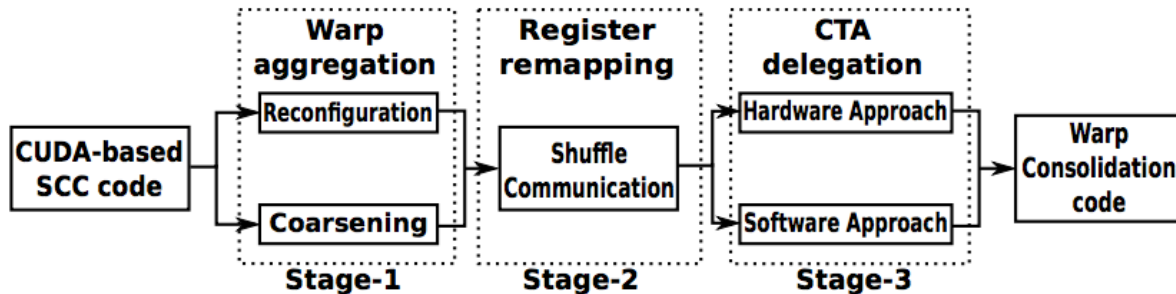 Warp
aggregation
Register
remapping
CTA
delegation
Reconfiguration
Hardware Approach
CUDA-based
SCC code
Shuffle
Communication
Warp
Consolidation
code
Coarsening
Software Approach
Stage-1
Stage-2
Stage-3